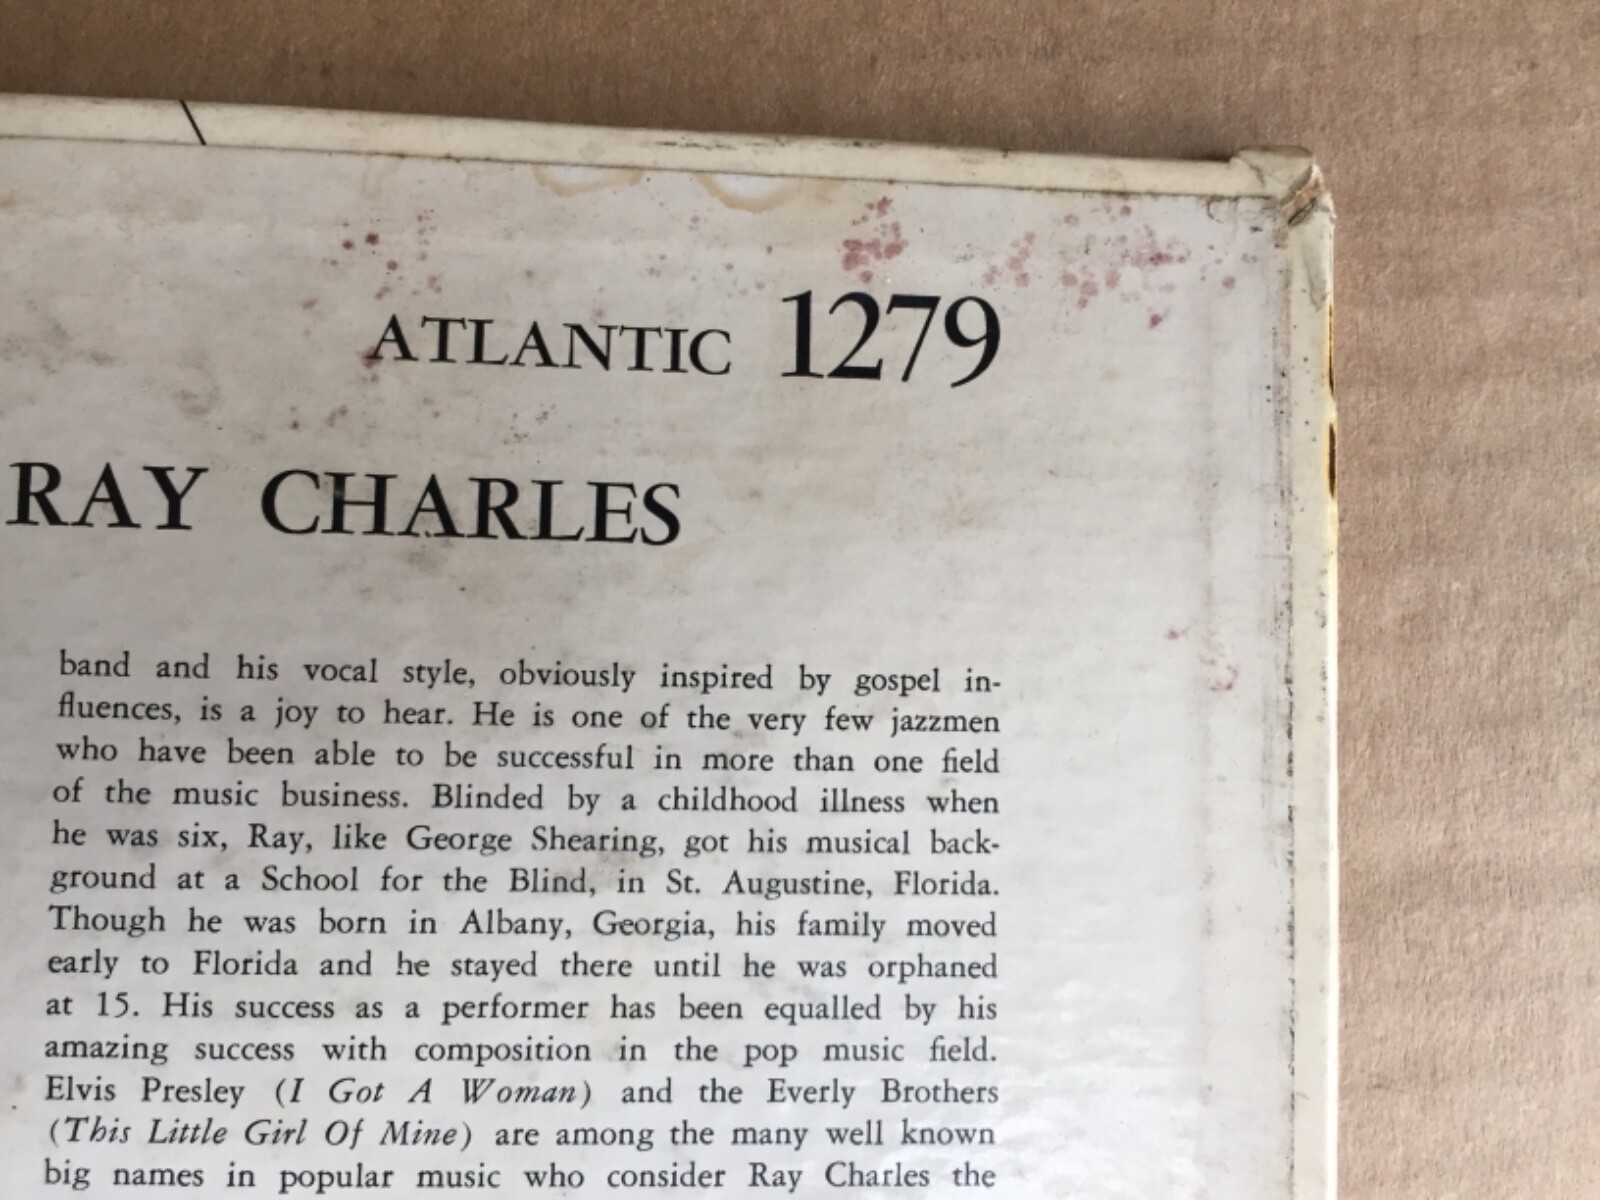 ATLANTIC 1279
RAY CHARLES
band and his vocal style, obviously inspired by gospel in-
fluences, is a joy to hear. He is one of the very few jazzmen
who have been able to be successful in more than one field
of the music business. Blinded by a childhood illness when
he was six, Ray, like George Shearing, got his musical back-
ground at a School for the Blind, in St. Augustine, Florida.
Though he was born in Albany, Georgia, his family moved
early to Florida and he stayed there until he was orphaned
at 15. His success as a performer has been equalled by his
amazing success with composition in the pop music field.
Elvis Presley (I Got A Woman) and the Everly Brothers
(This Little Girl Of Mine) are among the many well known
big names in popular music who consider Ray Charles the